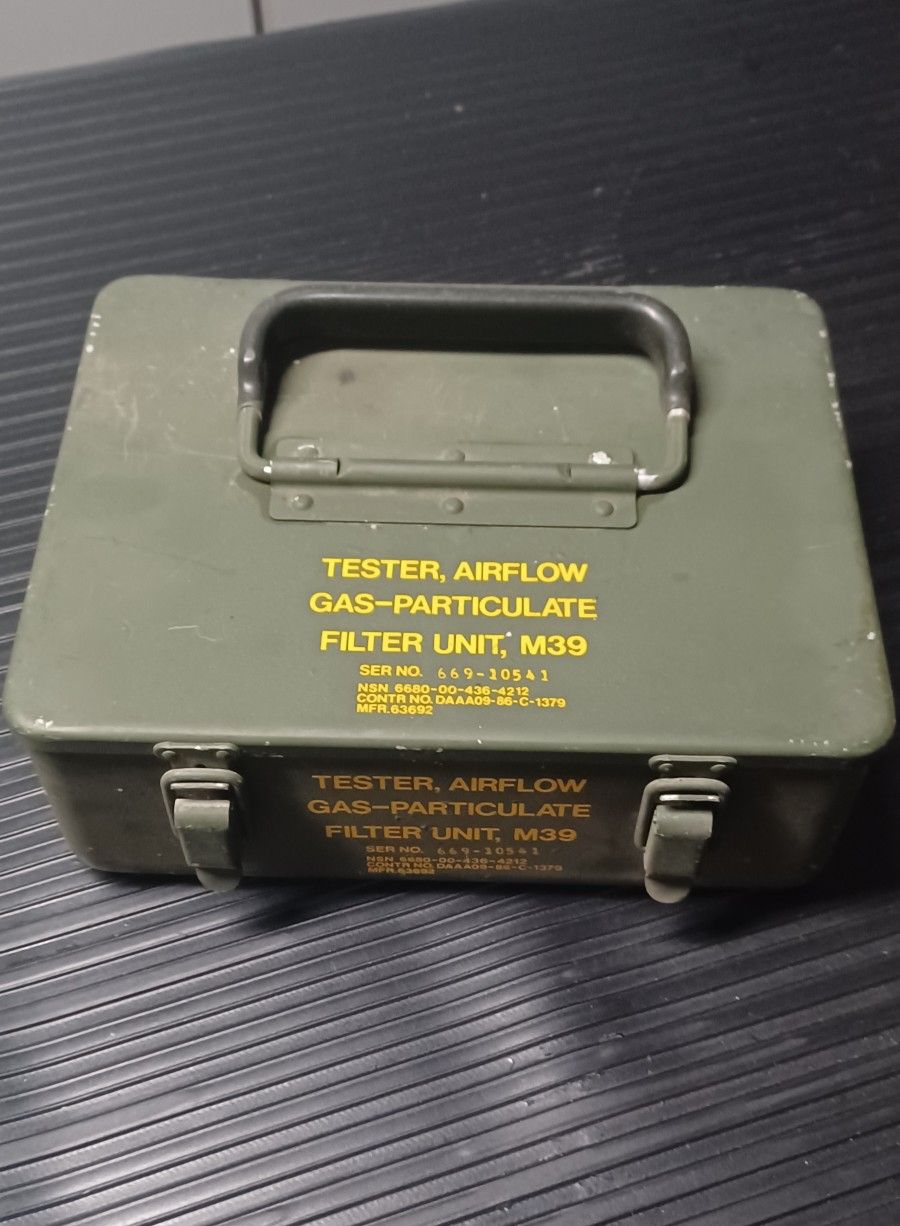 TESTER, AIRFLOW
GAS-PARTICULATE
FILTER UNIT, M39
SER NO. 669-10541
NSN 6680-00-436-4212
CONTR NO. DAAA09-86-C-1379
MFR.63692
TESTER, AIRFLOW
GAS-PARTICULATE
FILTER UNIT, M39
SER NO. 669-10541
NSN 6680-00-436-4212
CONTR NO. DAAA09-86-C-1379
MFR.63692